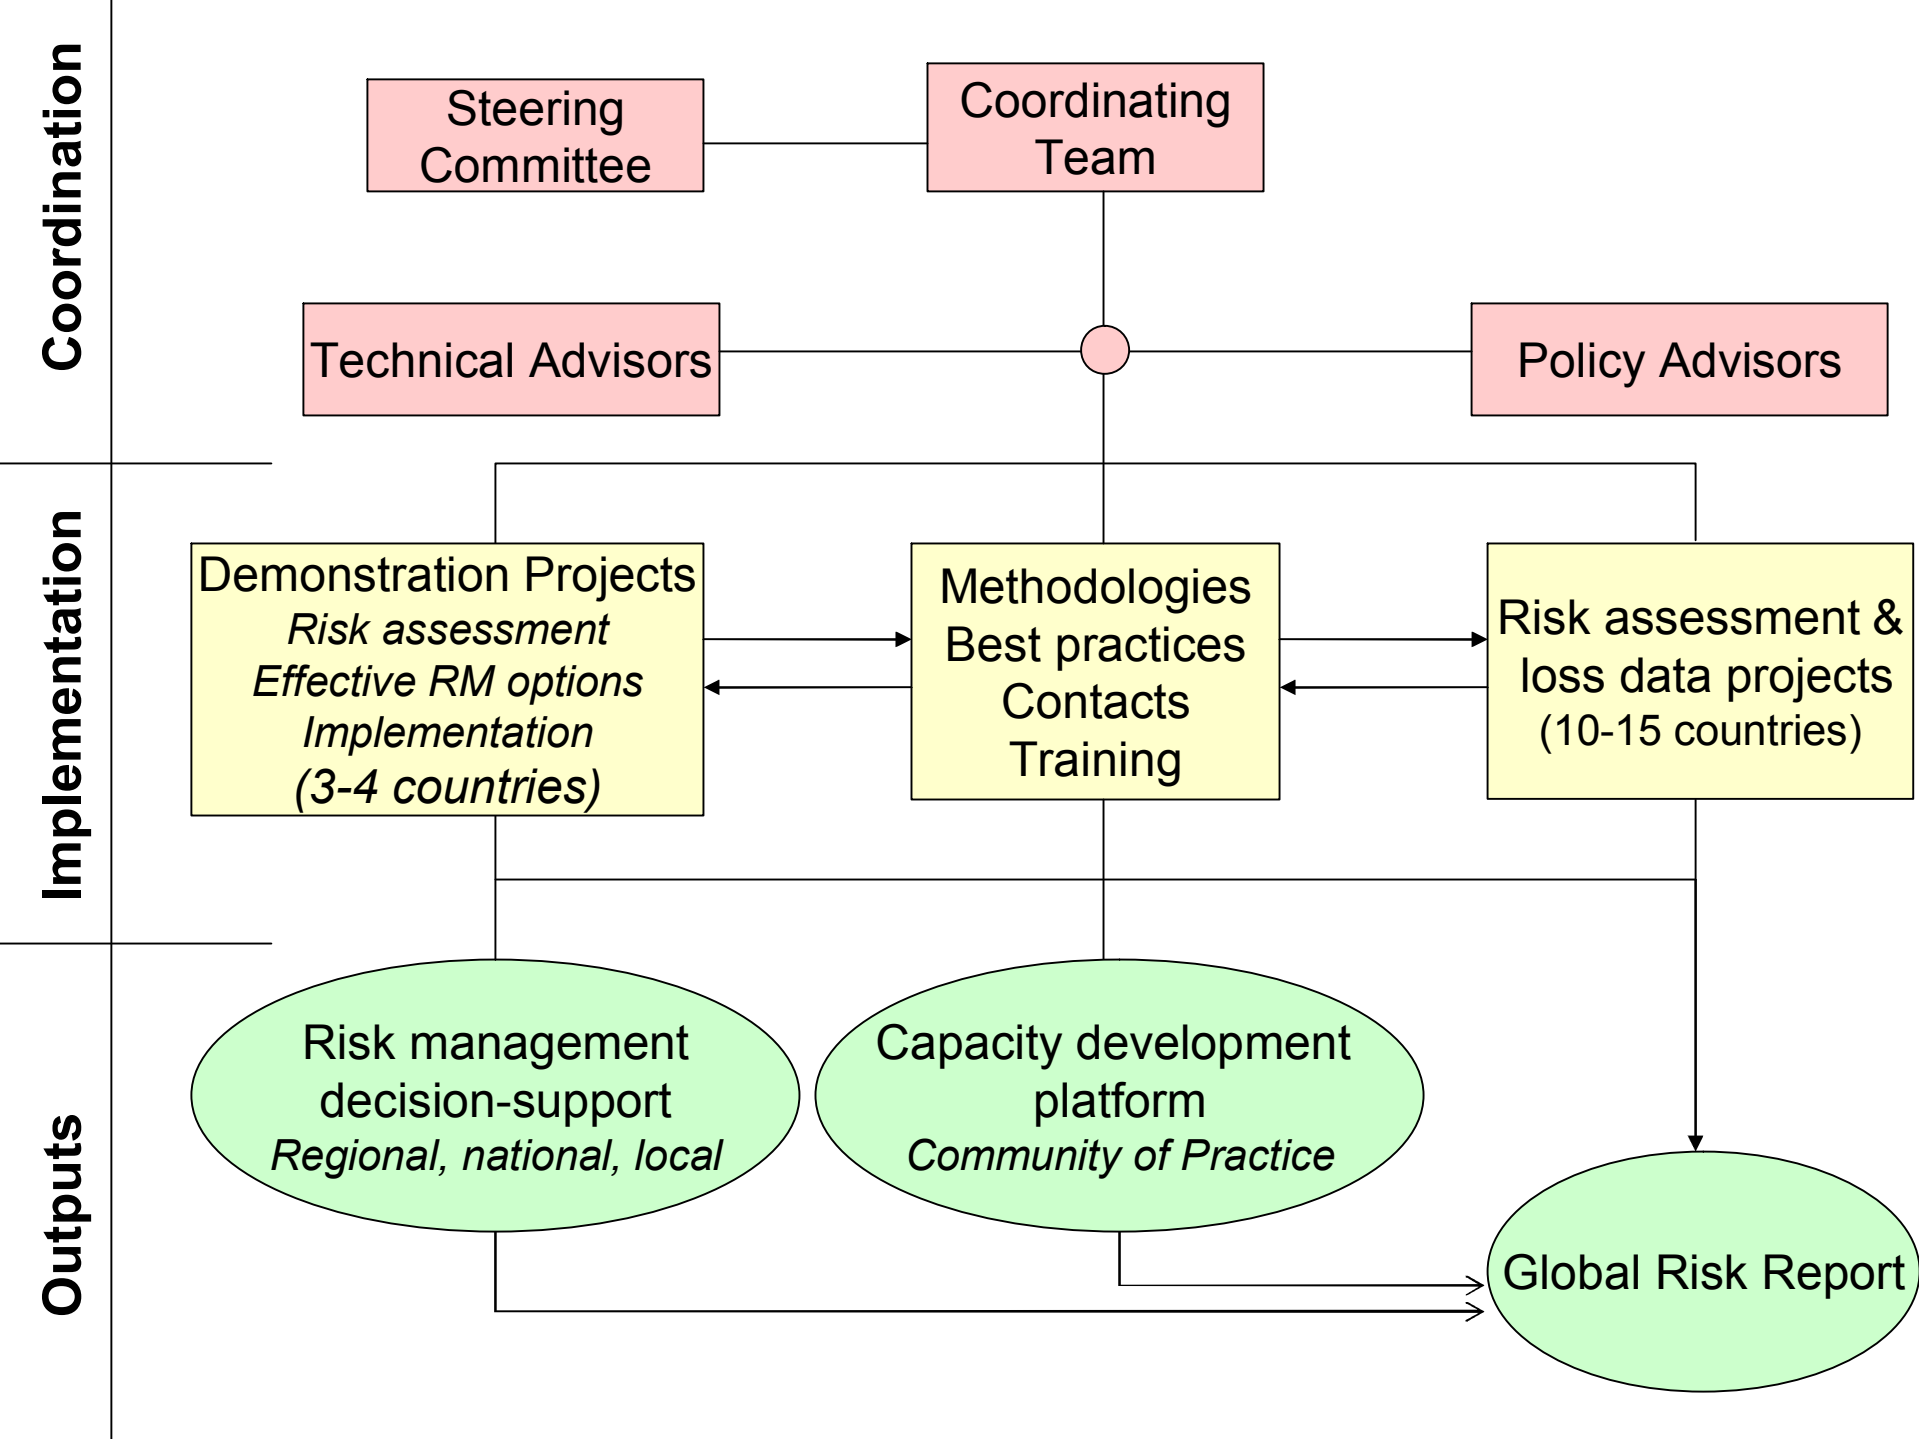 Coordination
Steering
Committee
Coordinating
Team
Technical Advisors
Policy Advisors
Implementation
Demonstration Projects
Risk assessment
Effective RM options
Implementation
(3-4 countries)
Methodologies
Best practices
Contacts
Training
Risk assessment &
loss data projects
(10-15 countries)
Outputs
Risk management
decision-support
Regional, national, local
Capacity development
platform
Community of Practice
Global Risk Report